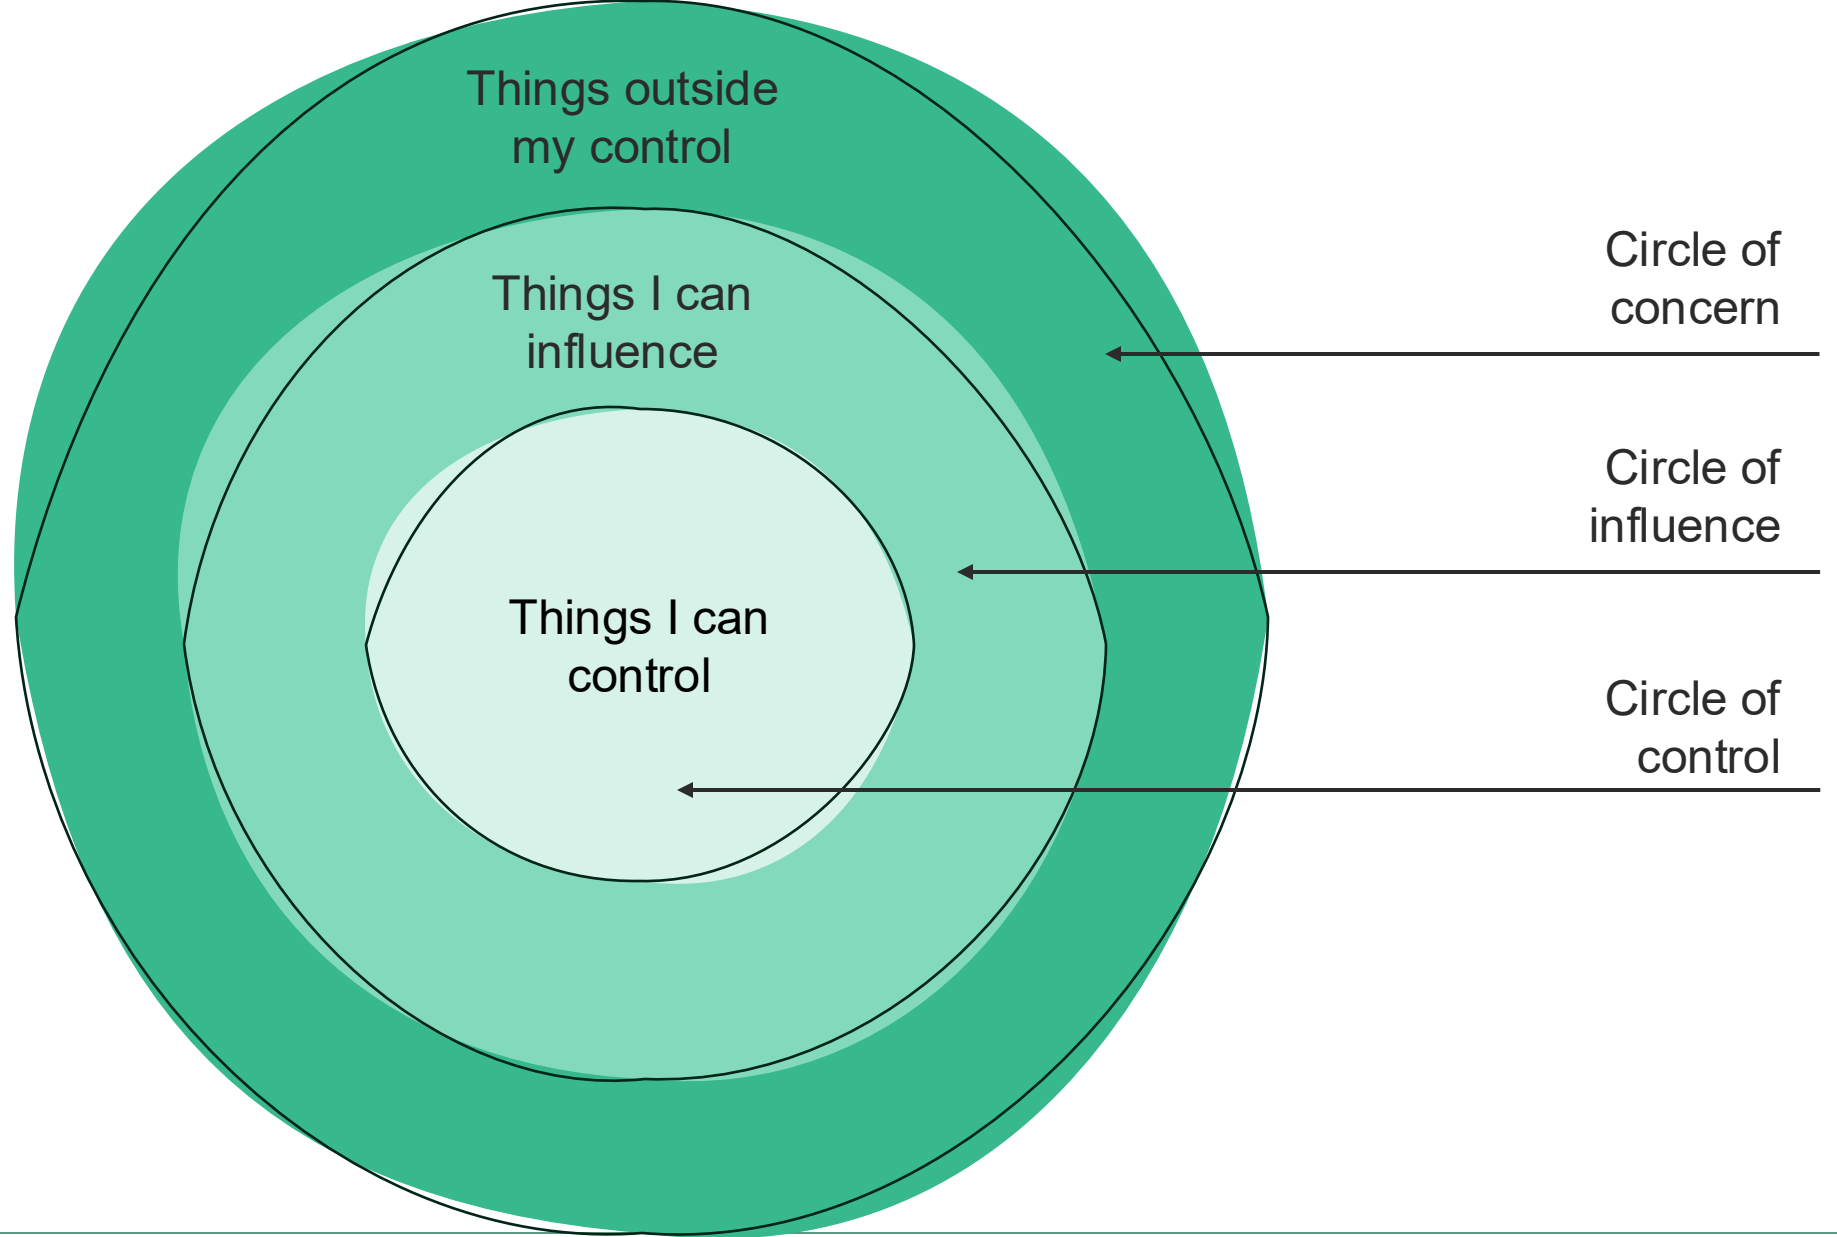 Things outside
my control
Things I can
influence
Things I can
control
Circle of
concern
Circle of
influence
Circle of
control